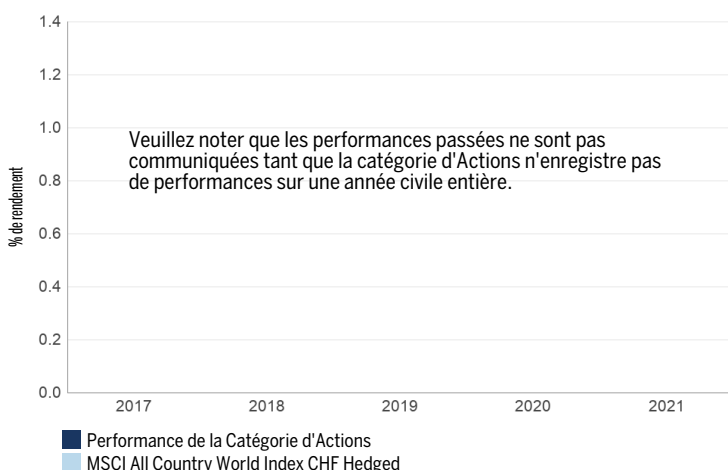 1.4
1.2
1.0
Veuillez noter que les performances passées ne sont pas
communiquées tant que la catégorie d'Actions n'enregistre pas
de performances sur une année civile entière.
0.8
% de rendement
0.6
0.4
0.2
0.0
2017 2018 2019 2020 2021
Performance de la Catégorie d'Actions
MSCI All Country World Index CHF Hedged